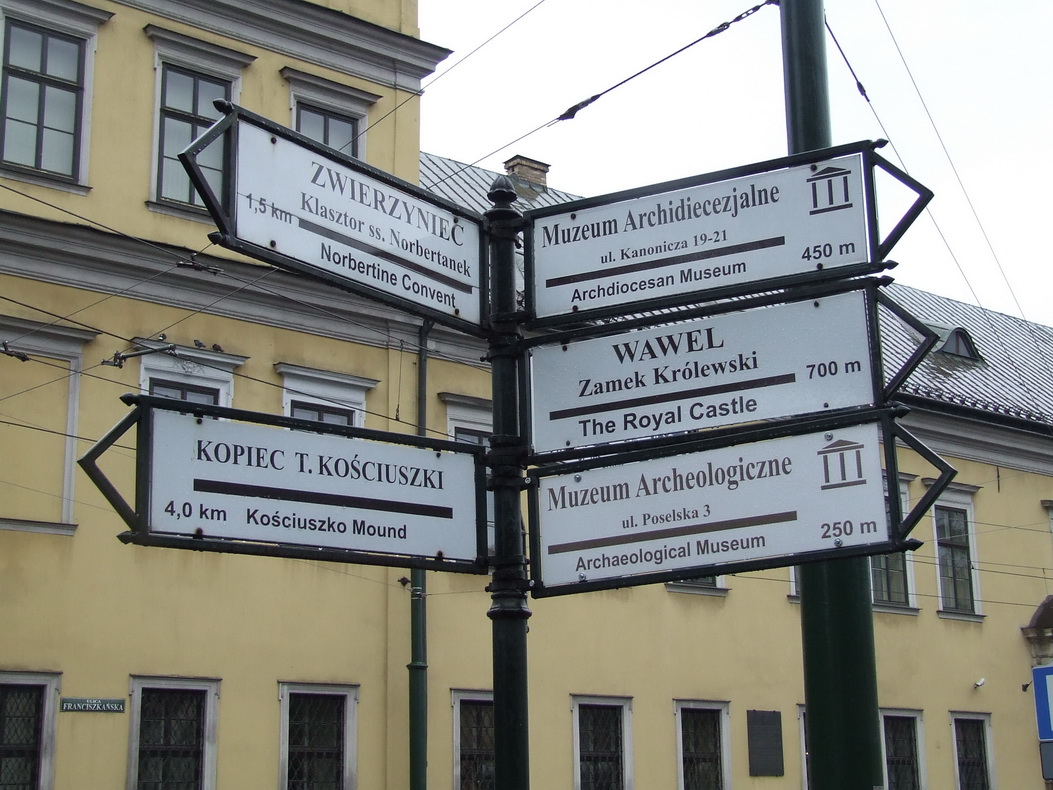 ZWIERZYNIEC
Klasztor ss. Norbertanek
1,5 km
Norbertine Convent
KOPIEC T. KOŚCIUSZKI
4,0 km Kościuszko Mound
Muzeum Archidiecezjalne
ul. Kanonicza 19-21
Archdiocesan Museum
450 m
WAWEL
Zamek Królewski
700 m
The Royal Castle
Muzeum Archeologiczne
ul. Poselska 3
Archaeological Museum
250 m
ULICA
FRANCISZKAŃSKA